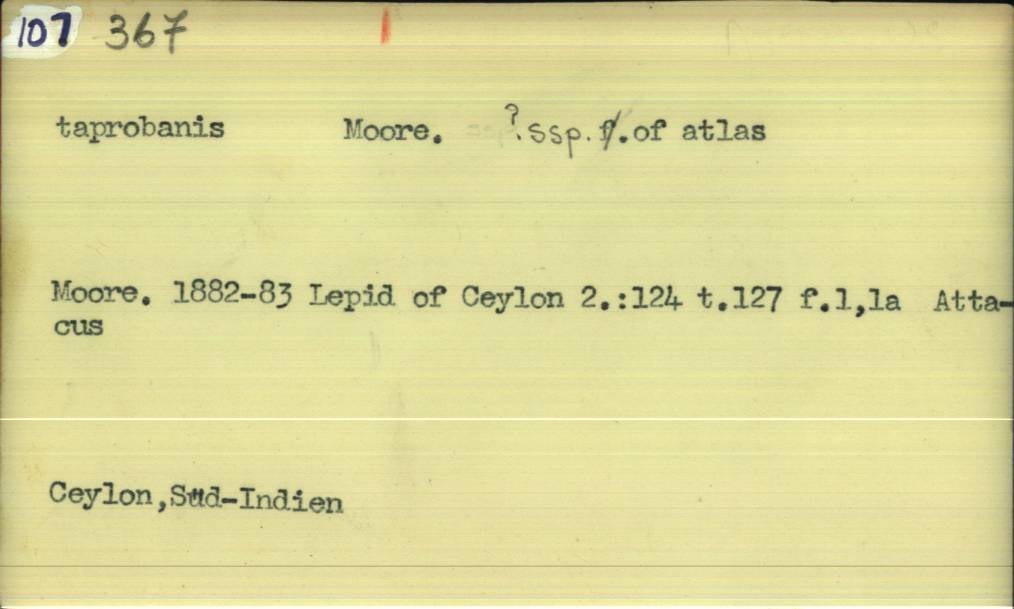 107 367
taprobanis Moore. ?.ssp. f.of atlas
Moore. 1882-83 Lepid of Ceylon 2.:124 t.127 f.1,1a Atta-
cus
Ceylon,Süd-Indien